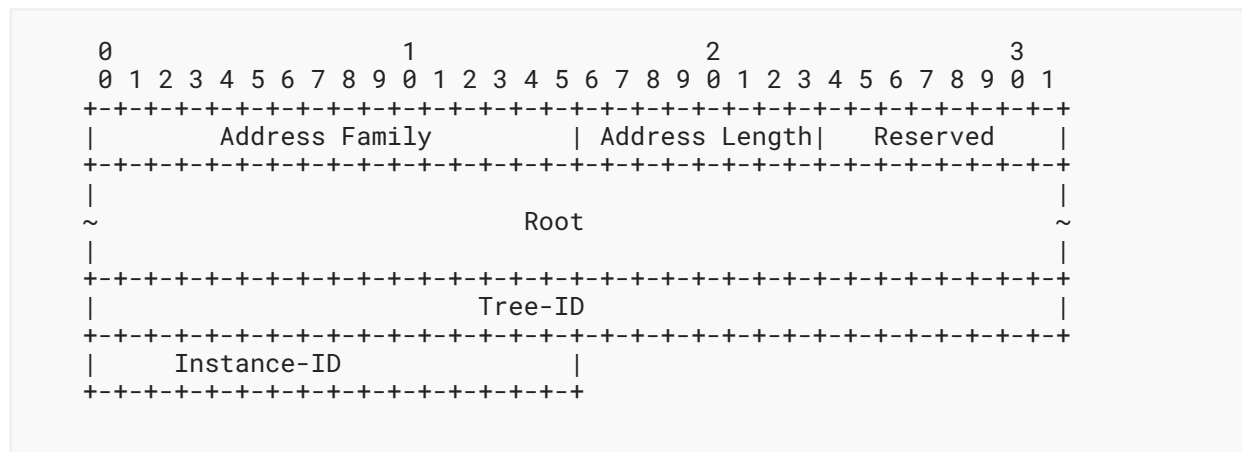 0                   1                   2                   3
 0 1 2 3 4 5 6 7 8 9 0 1 2 3 4 5 6 7 8 9 0 1 2 3 4 5 6 7 8 9 0 1
+-+-+-+-+-+-+-+-+-+-+-+-+-+-+-+-+-+-+-+-+-+-+-+-+-+-+-+-+-+-+-+-+
|        Address Family         | Address Length|   Reserved    |
+-+-+-+-+-+-+-+-+-+-+-+-+-+-+-+-+-+-+-+-+-+-+-+-+-+-+-+-+-+-+-+-+
|                                                               |
~                            Root                               ~
|                                                               |
+-+-+-+-+-+-+-+-+-+-+-+-+-+-+-+-+-+-+-+-+-+-+-+-+-+-+-+-+-+-+-+-+
|                         Tree-ID                               |
+-+-+-+-+-+-+-+-+-+-+-+-+-+-+-+-+-+-+-+-+-+-+-+-+-+-+-+-+-+-+-+-+
|     Instance-ID               |
+-+-+-+-+-+-+-+-+-+-+-+-+-+-+-+-+